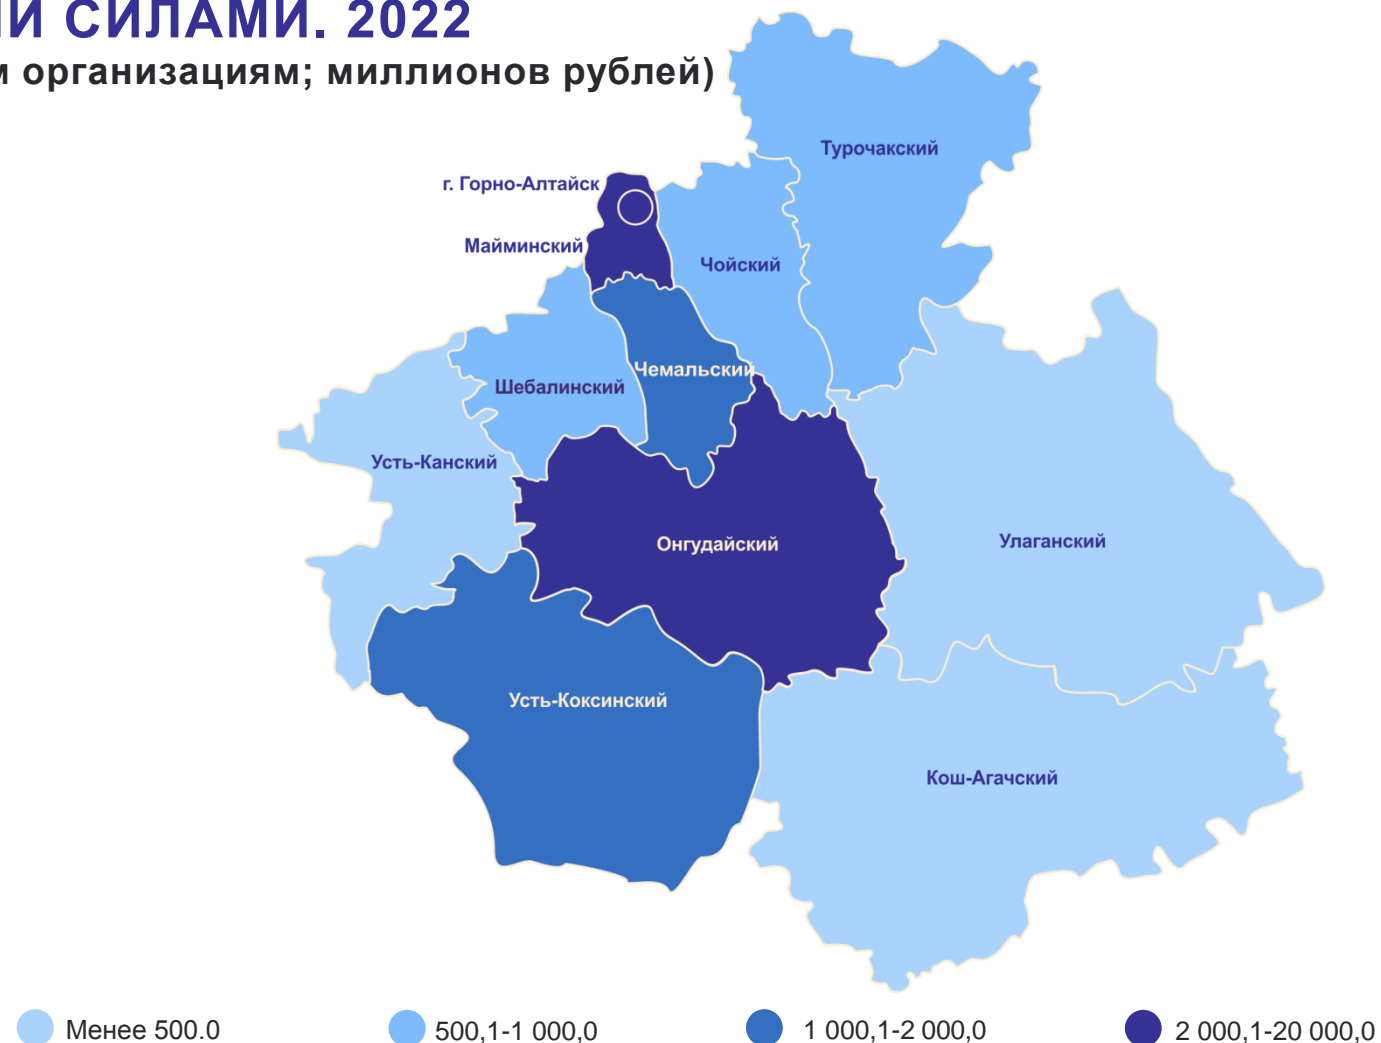 СИЛАМИ. 2022
организациям; миллионов рублей)
Турочакский
г. Горно-Алтайск
Майминский
Чойский
Чемальский
Шебалинский
Усть-Канский
Онгудайский
Улаганский
Усть-Коксинский
Кош-Агачский
Менее 500.0
500,1-1 000,0
1 000,1-2 000,0
2 000,1-20 000,0